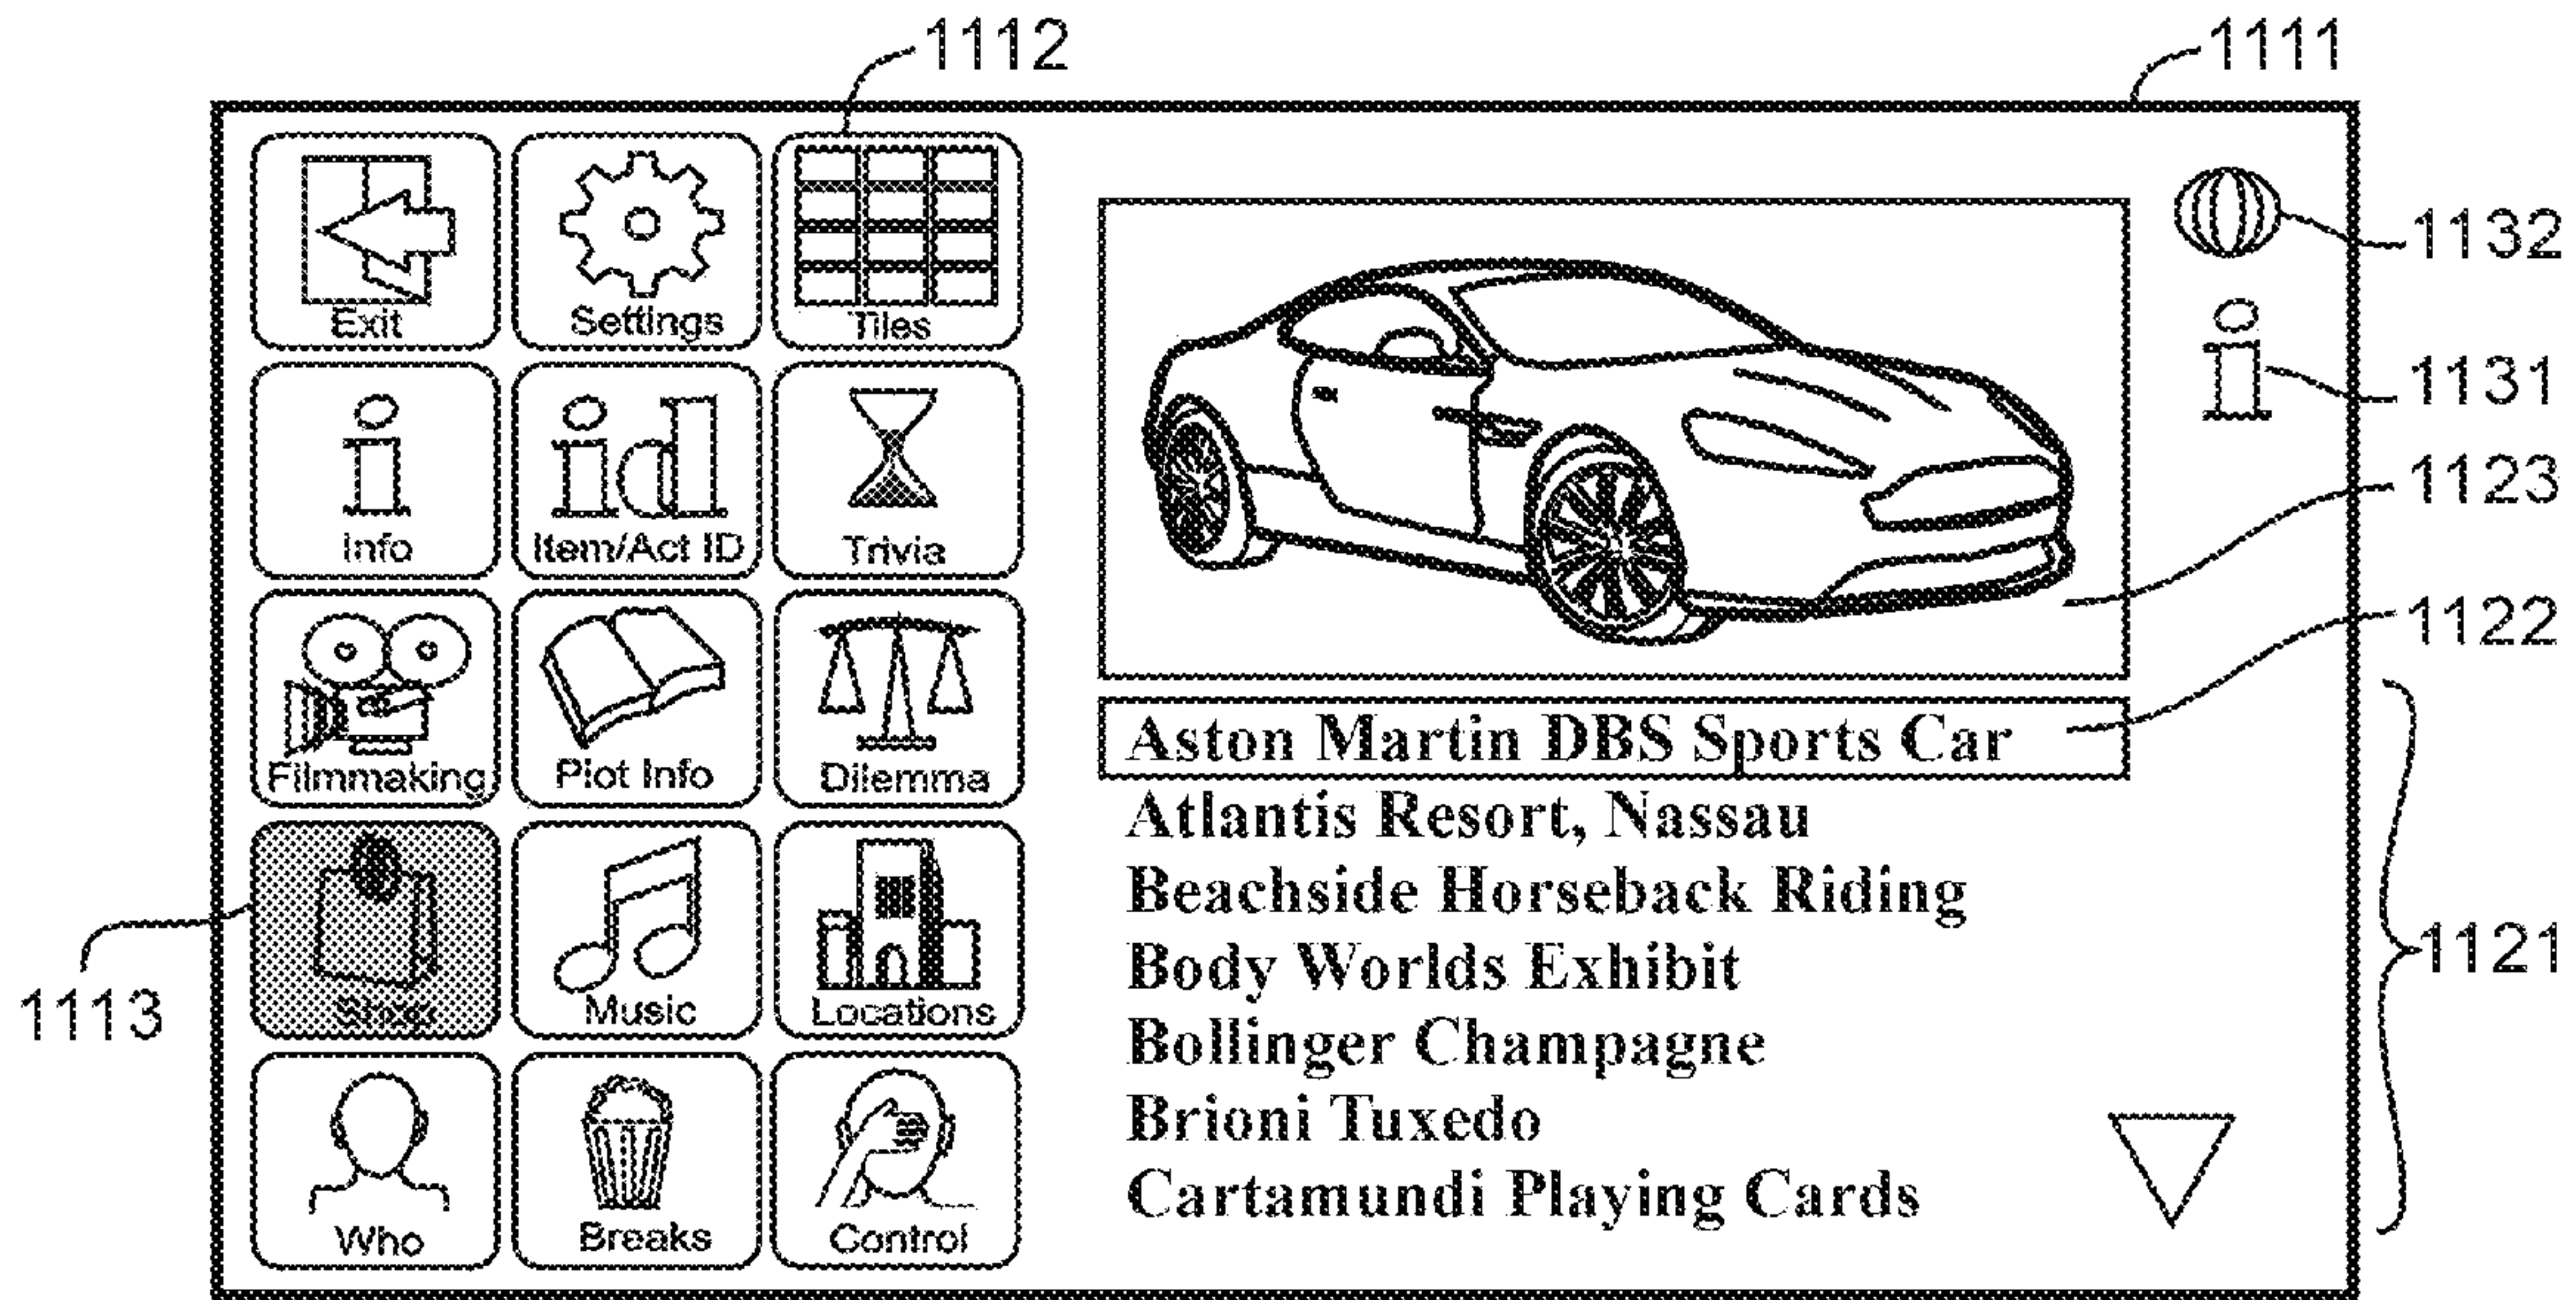 1112
1111
Exit
Settings
Tiles
1132
Info
Item/Act ID
Trivia
1131
1123
1122
Filmmaking
Plot Info
Dilemma
Aston Martin DBS Sports Car
Atlantis Resort, Nassau
Beachside Horseback Riding
Body Worlds Exhibit
Bollinger Champagne
Brioni Tuxedo
Cartamundi Playing Cards
1121
1113
Shop
Music
Locations
Who
Breaks
Control